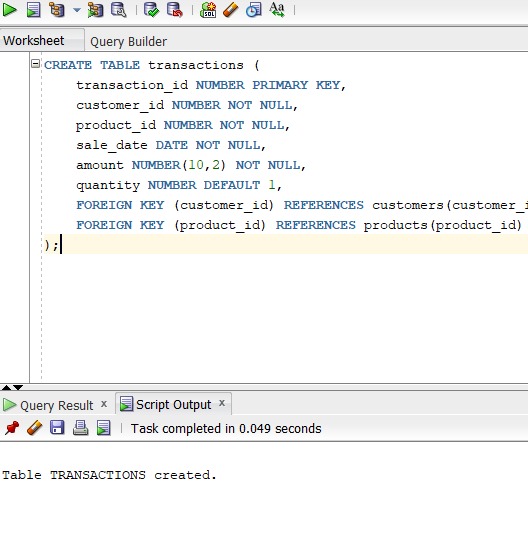 SQL
Aa
Worksheet Query Builder
CREATE TABLE transactions (
transaction_id NUMBER PRIMARY KEY,
customer_id NUMBER NOT NULL,
product_id NUMBER NOT NULL,
sale_date DATE NOT NULL,
amount NUMBER(10,2) NOT NULL,
quantity NUMBER DEFAULT 1,
FOREIGN KEY (customer_id) REFERENCES customers(customer_i
FOREIGN KEY (product_id) REFERENCES products(product_id)
);
Query Result x Script Output x
Task completed in 0.049 seconds
Table TRANSACTIONS created.